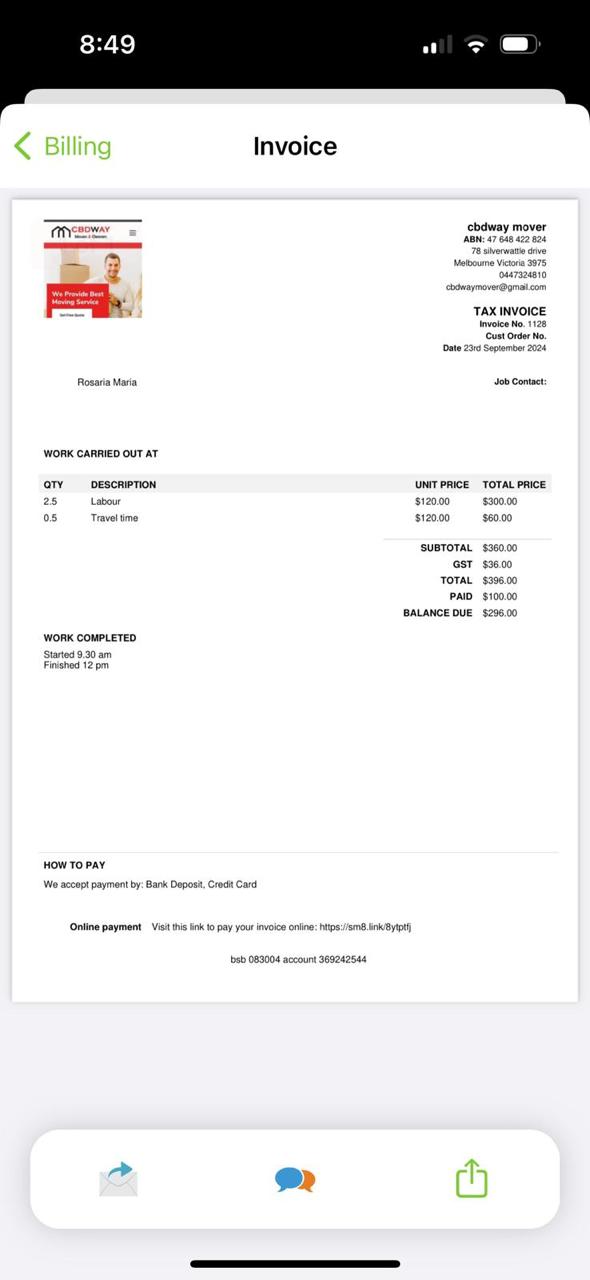 8:49
Billing
Invoice
CBDWAY
Mover & Cleaner
We Provide Best
Moving Service
Get Free Quote
cbdway mover
ABN: 47 648 422 824
78 silverwattle drive
Melbourne Victoria 3975
0447324810
cbdwaymover@gmail.com
TAX INVOICE
Invoice No. 1128
Cust Order No.
Date 23rd September 2024
Rosaria Maria
Job Contact:
WORK CARRIED OUT AT
QTY DESCRIPTION UNIT PRICE TOTAL PRICE
2.5 Labour $120.00 $300.00
0.5 Travel time $120.00 $60.00
SUBTOTAL $360.00
GST $36.00
TOTAL $396.00
PAID $100.00
BALANCE DUE $296.00
WORK COMPLETED
Started 9.30 am
Finished 12 pm
HOW TO PAY
We accept payment by: Bank Deposit, Credit Card
Online payment Visit this link to pay your invoice online: https://sm8.link/8ytptfj
bsb 083004 account 369242544